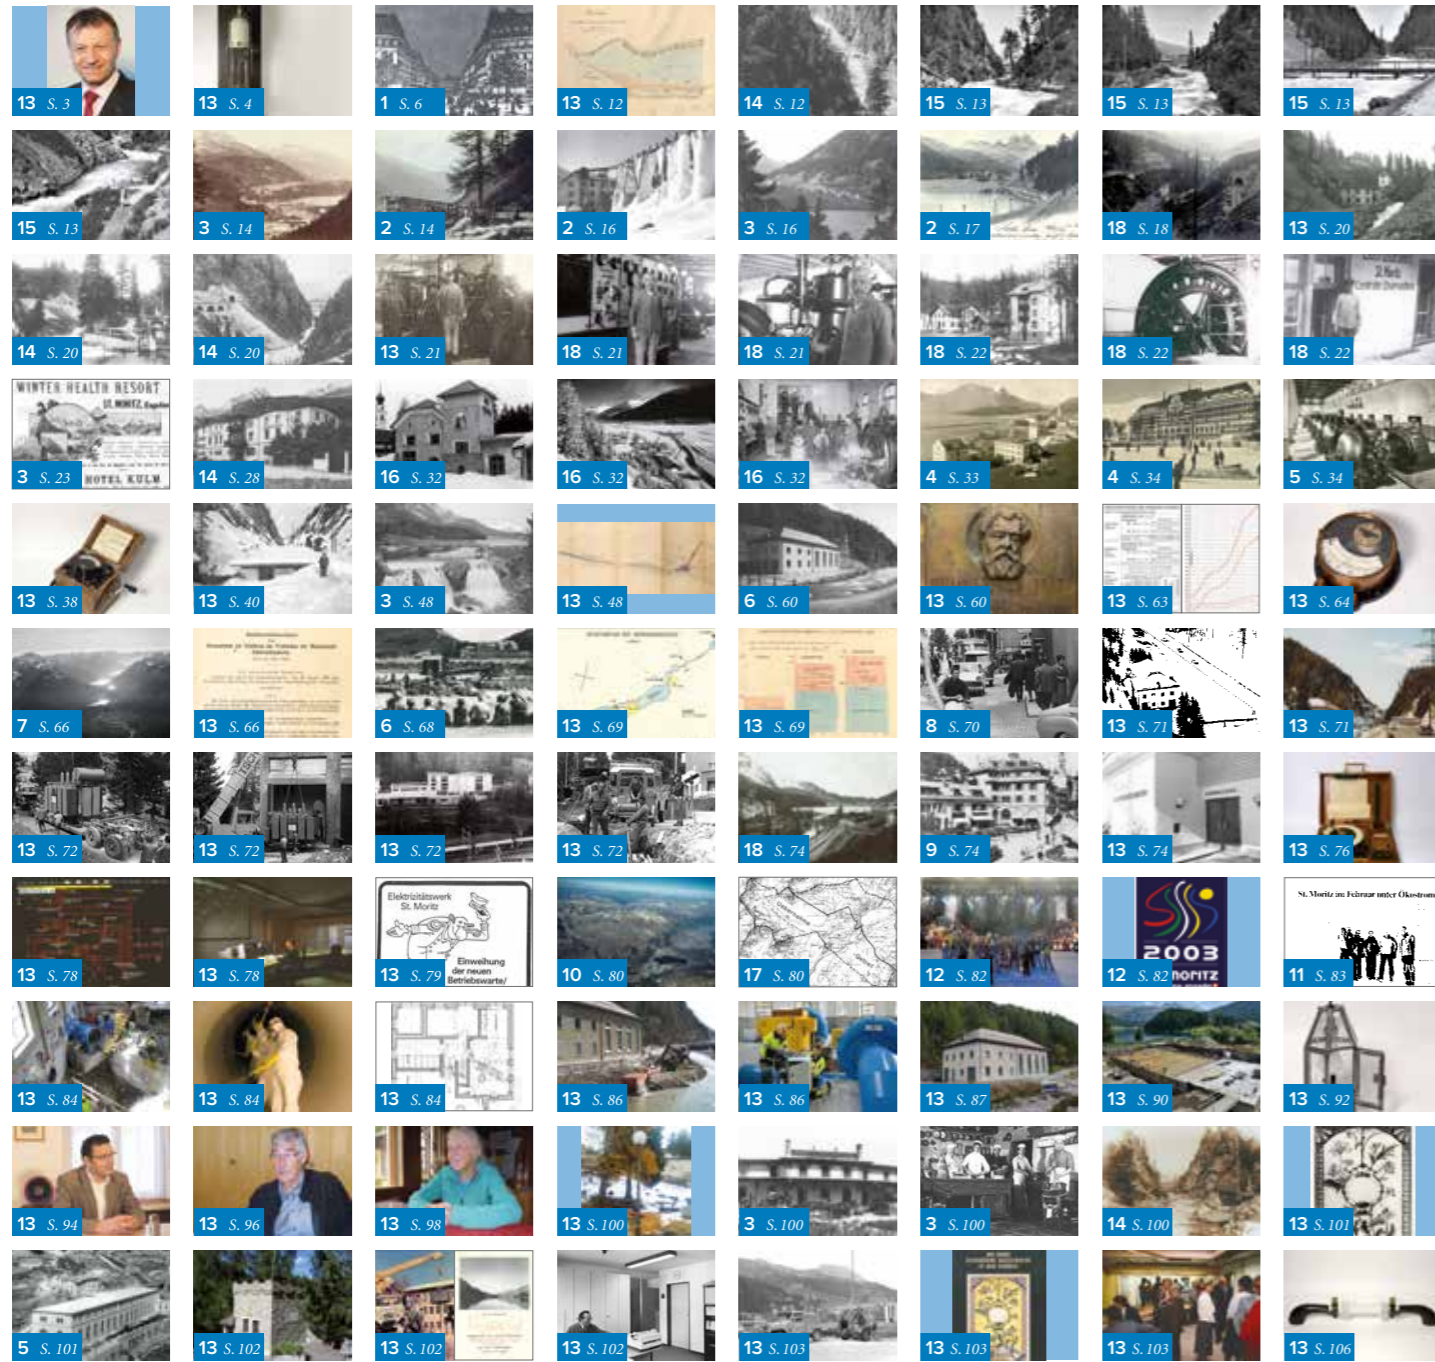 13 S. 3
13 S. 4
1 S. 6
13 S. 12
14 S. 12
15 S. 13
15 S. 13
15 S. 13
15 S. 13
3 S. 14
2 S. 14
2 S. 16
3 S. 16
2 S. 17
18 S. 18
13 S. 20
14 S. 20
14 S. 20
13 S. 21
18 S. 21
18 S. 21
18 S. 22
18 S. 22
St. Moritz
18 S. 22
WINTER HEALTH RESORT
ST. MORITZ,
HOTEL KULM
3 S. 23
14 S. 28
16 S. 32
16 S. 32
16 S. 32
4 S. 33
4 S. 34
5 S. 34
13 S. 38
13 S. 40
3 S. 48
13 S. 48
6 S. 60
13 S. 60
13 S. 63
13 S. 64
7 S. 66
13 S. 66
6 S. 68
13 S. 69
13 S. 69
8 S. 70
13 S. 71
13 S. 71
13 S. 72
13 S. 72
13 S. 72
13 S. 72
18 S. 74
9 S. 74
13 S. 74
13 S. 76
13 S. 78
13 S. 78
Elektrizitätswerk
St. Moritz
Einweihung
der neuen
Betriebswarte/
13 S. 79
10 S. 80
17 S. 80
12 S. 82
2003
MORITZ
12 S. 82
St. Moritz im Februar unter Ökostrom
11 S. 83
13 S. 84
13 S. 84
13 S. 84
13 S. 86
13 S. 86
13 S. 87
13 S. 90
13 S. 92
13 S. 94
13 S. 96
13 S. 98
13 S. 100
3 S. 100
3 S. 100
14 S. 100
13 S. 101
5 S. 101
13 S. 102
13 S. 102
13 S. 102
13 S. 103
13 S. 103
13 S. 103
13 S. 106